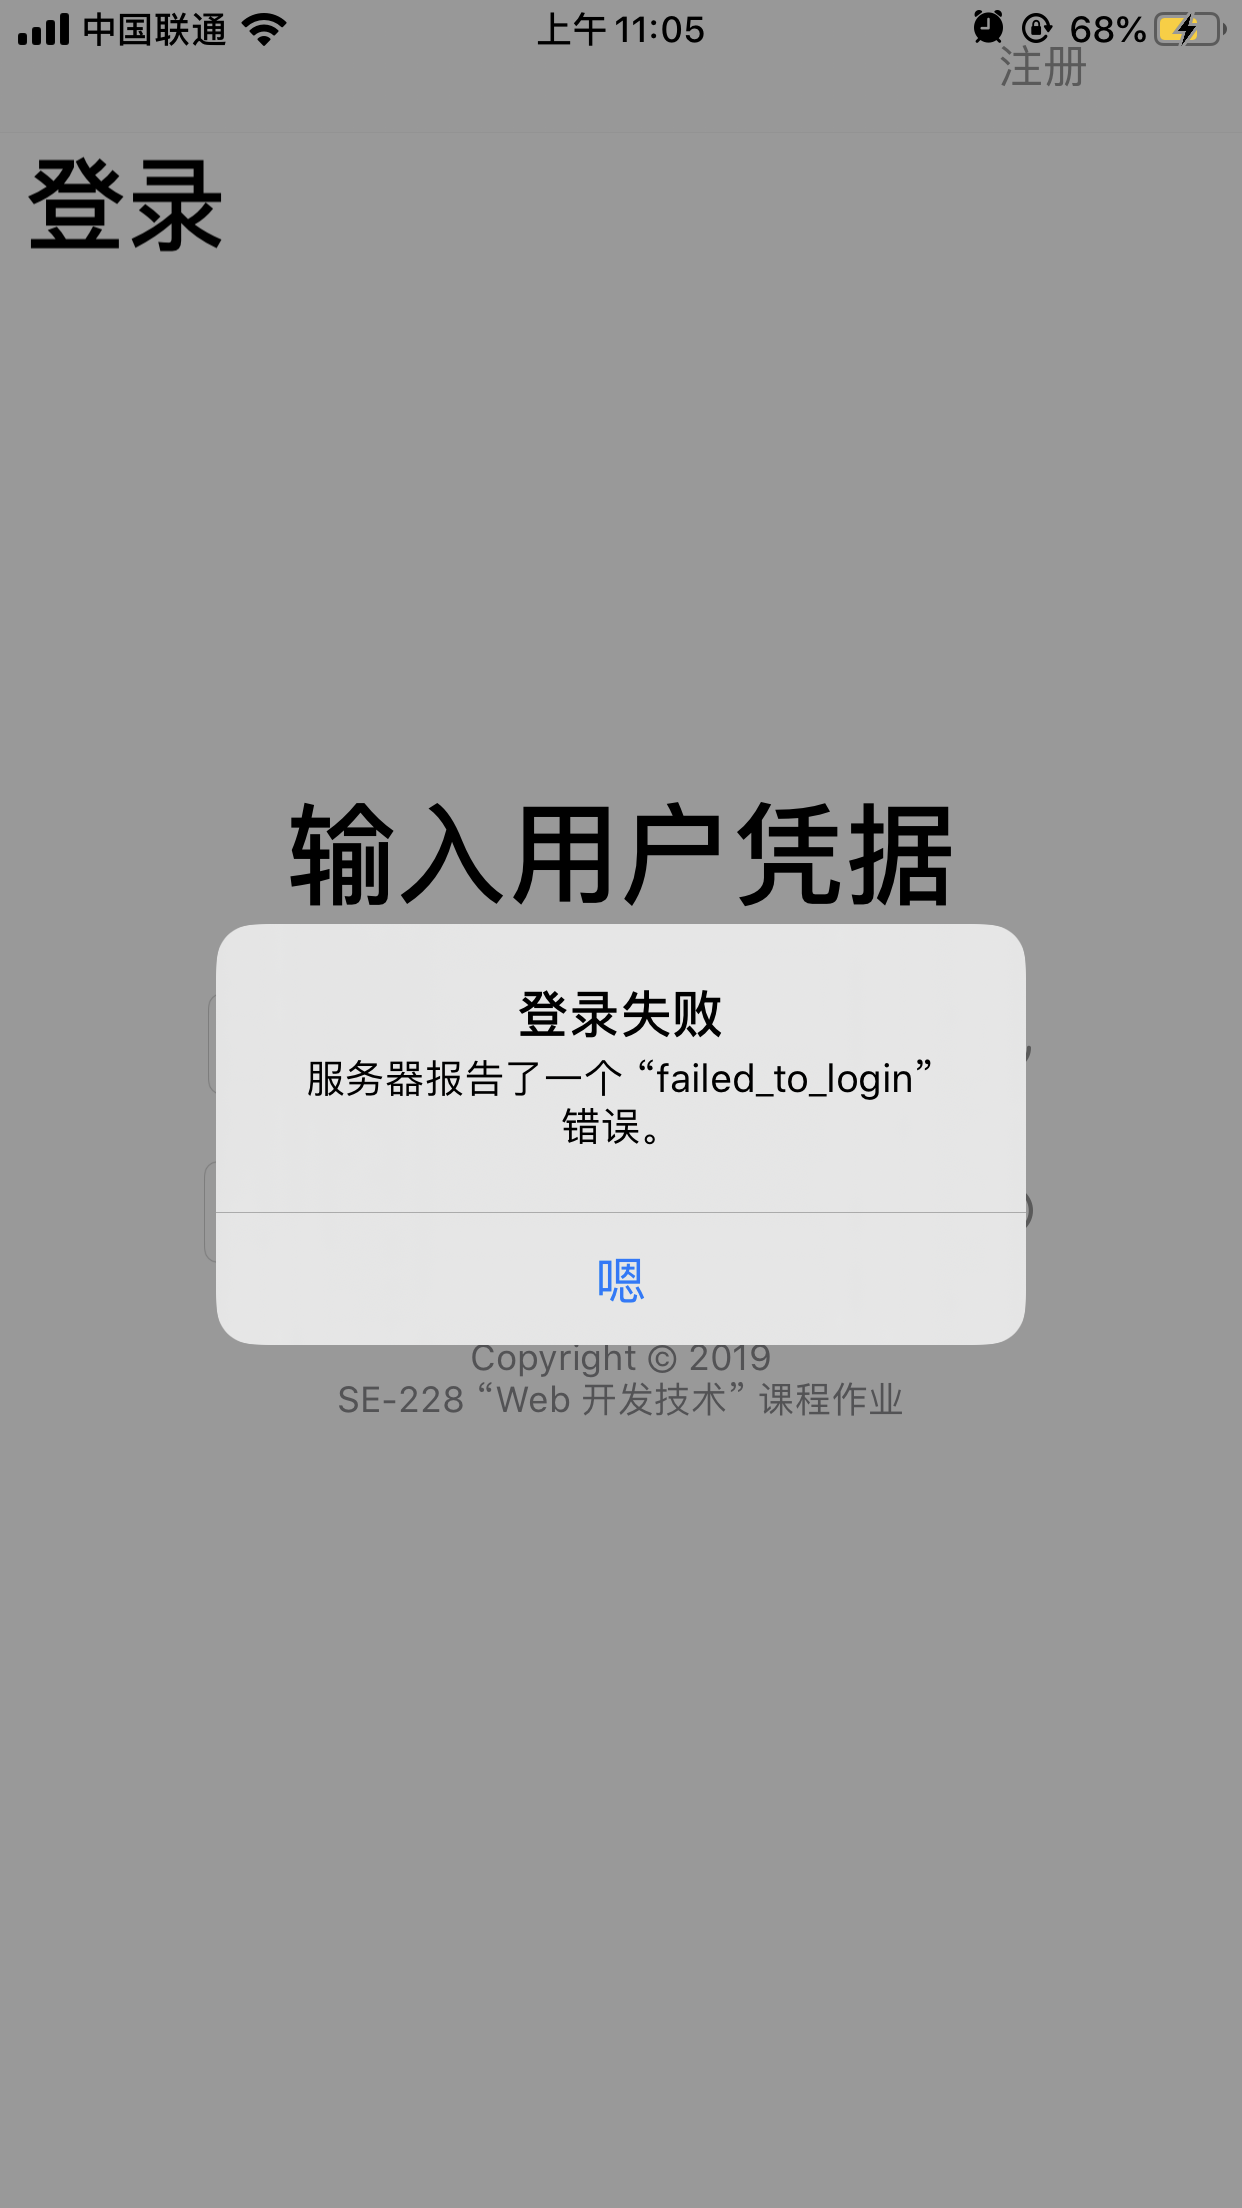 中国联通
上午 11:05
68%
注册
登录
输入用户凭据
登录失败
服务器报告了一个 “failed_to_login”
错误。
嗯
Copyright © 2019
SE-228 “Web 开发技术” 课程作业